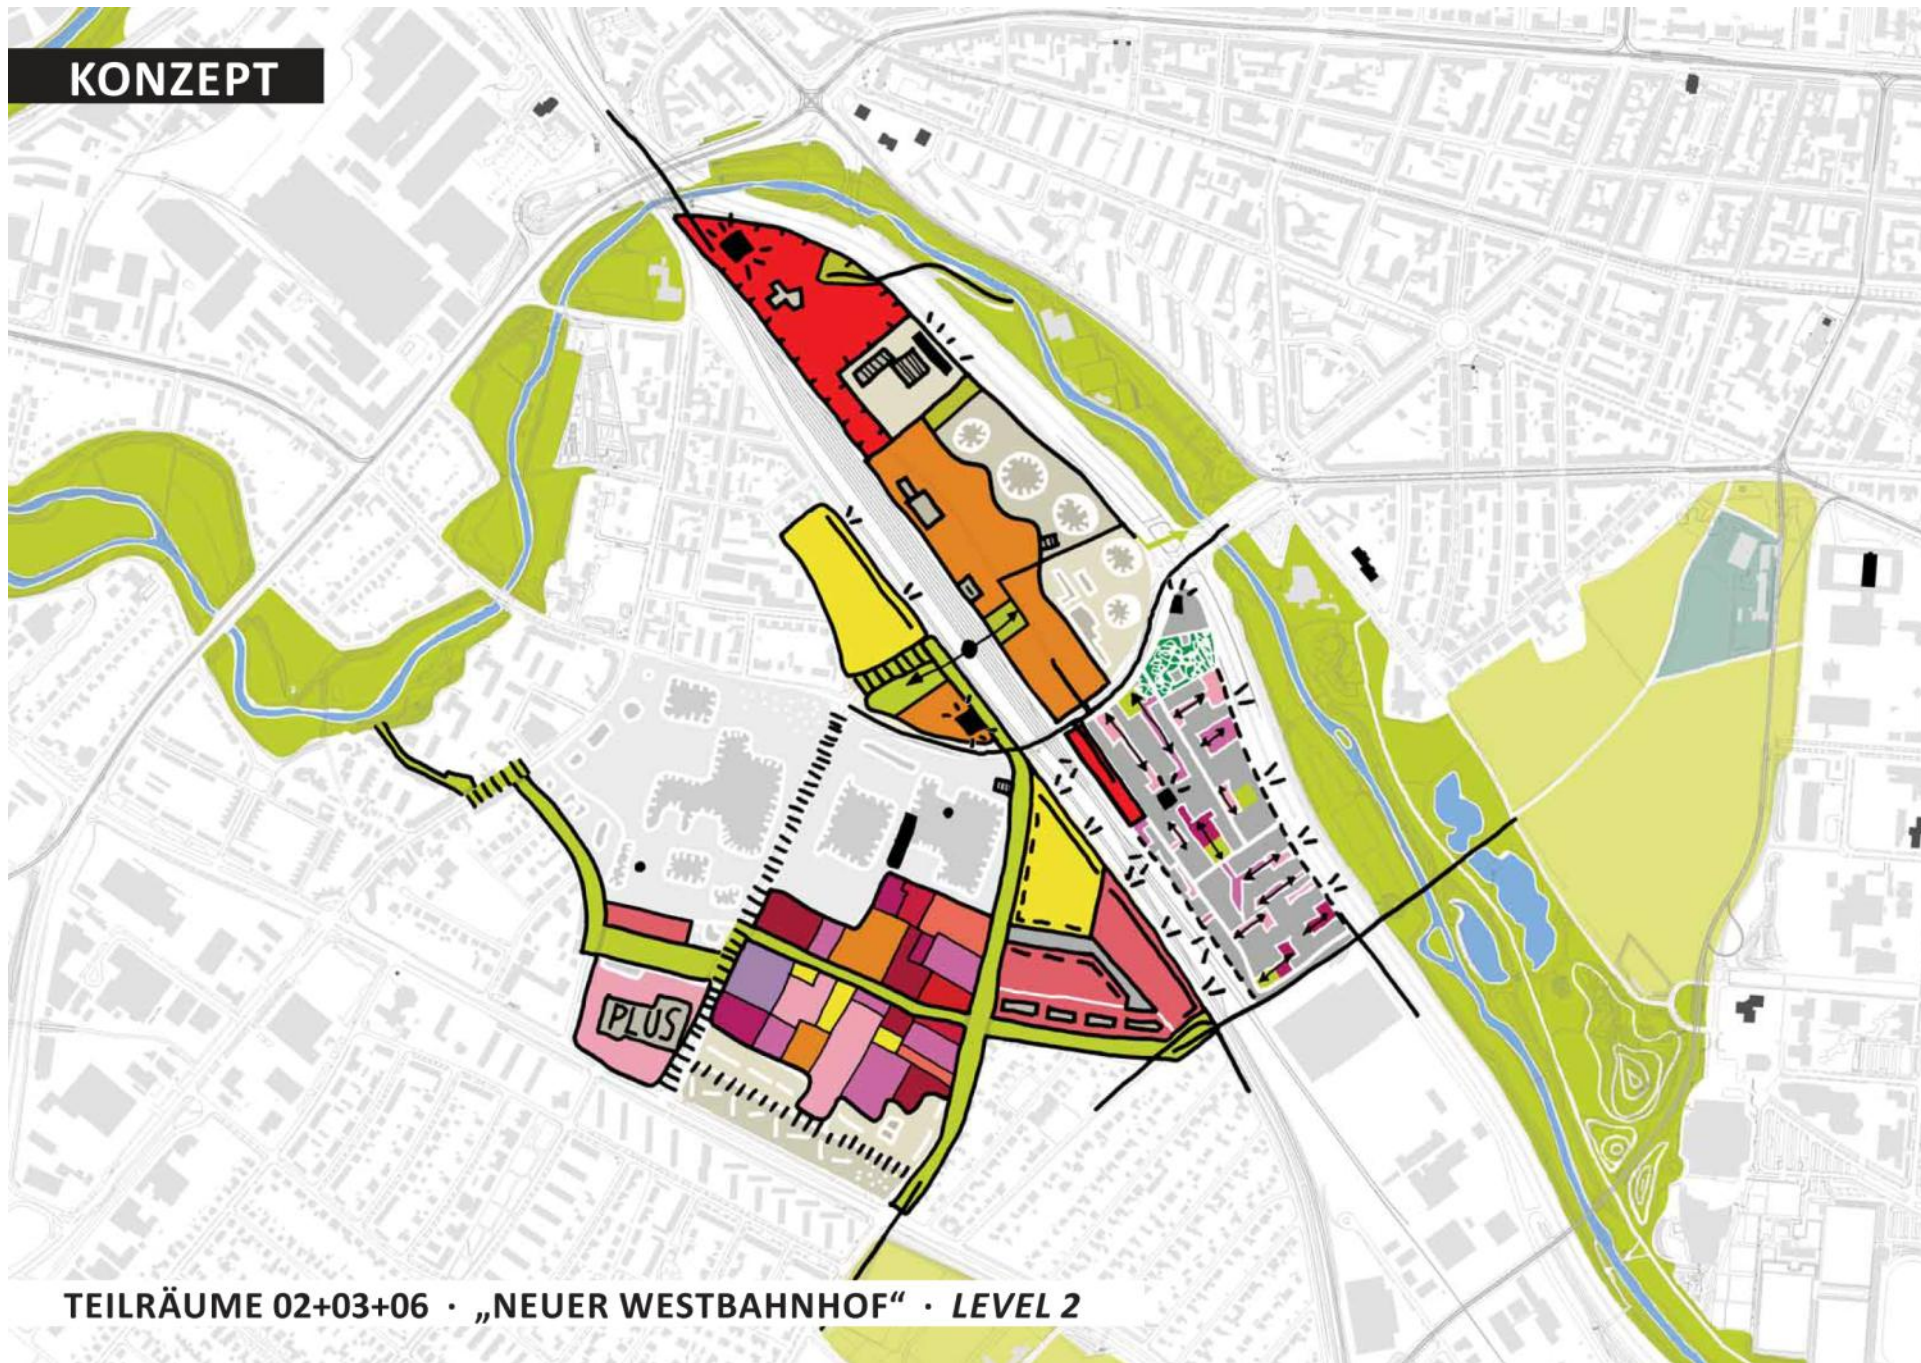 KONZEPT
PLUS
TEILRÄUME 02+03+06 · „NEUER WESTBAHNHOF“ · LEVEL 2